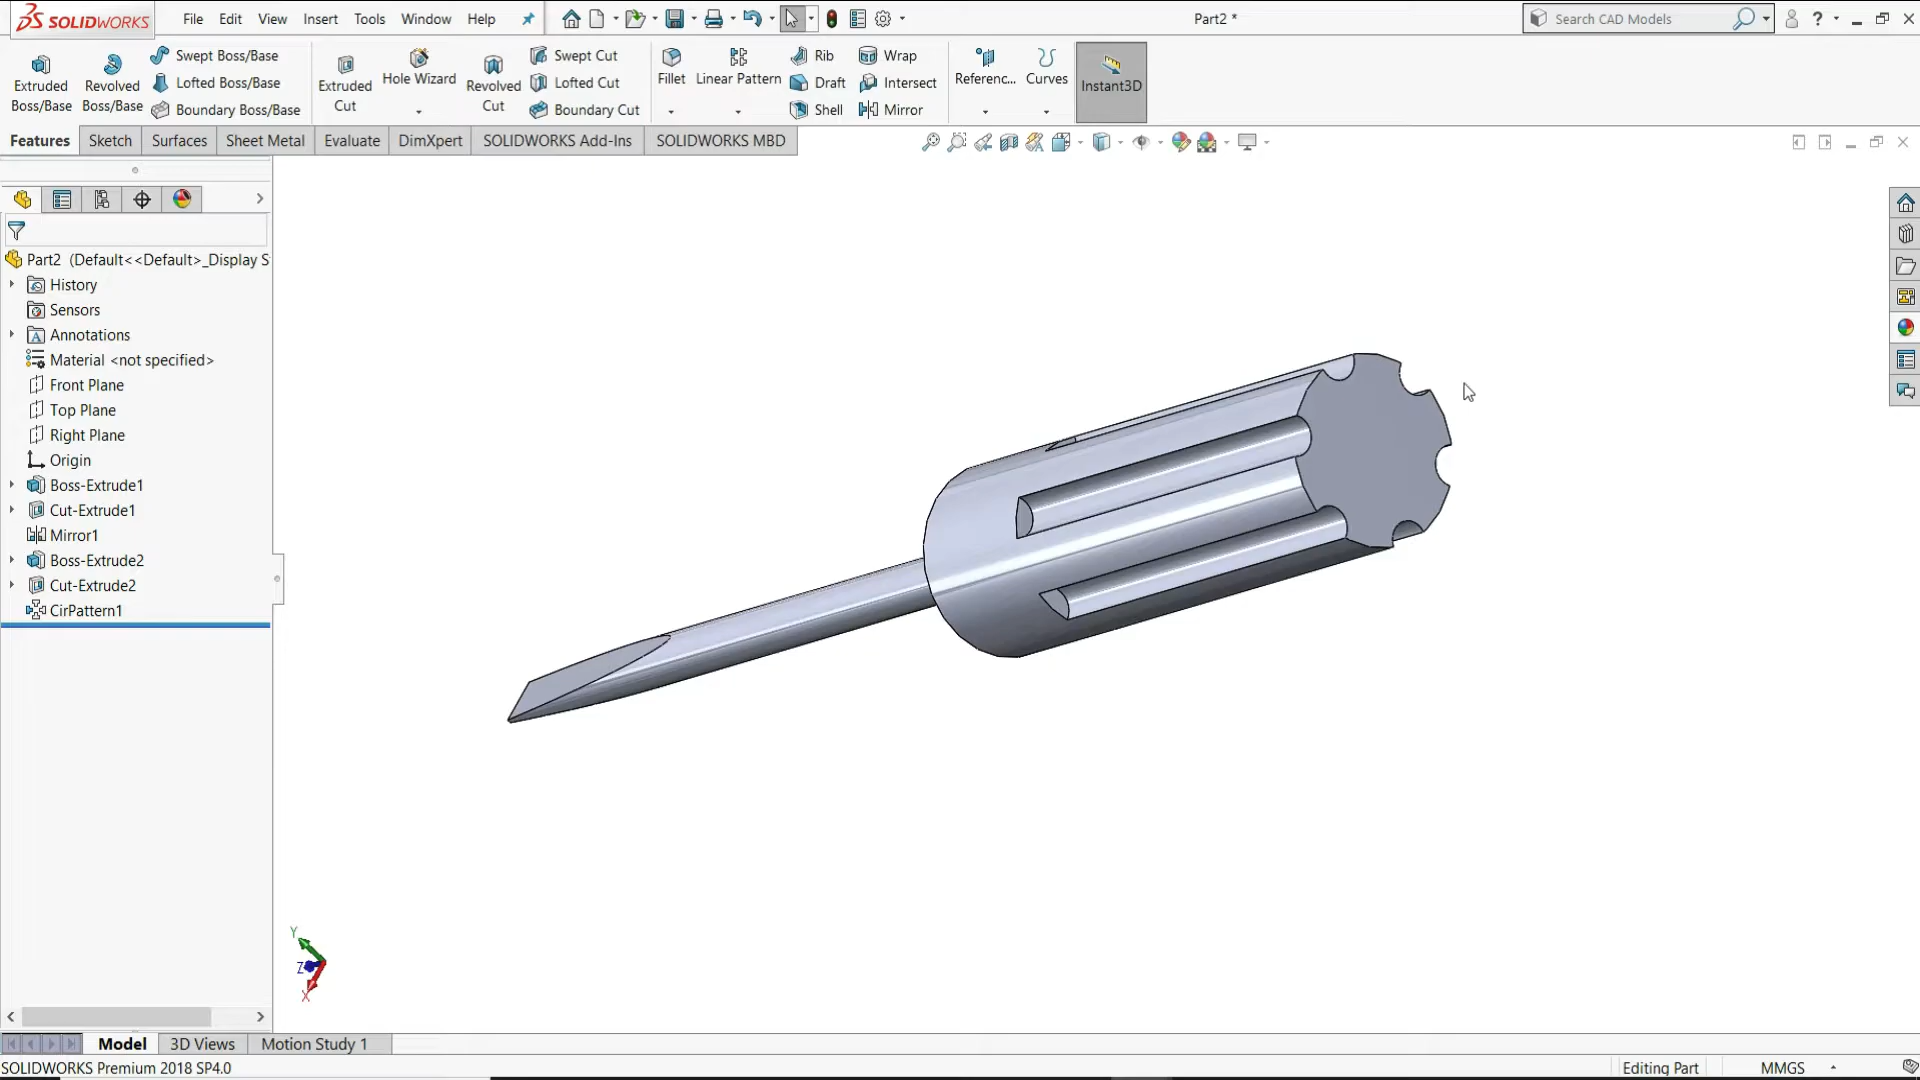 SOLIDWORKS File Edit View Insert Tools Window Help Part2 * Search CAD Models ?
Extruded Boss/Base
Revolved Boss/Base
Swept Boss/Base
Lofted Boss/Base
Boundary Boss/Base
Extruded Cut
Hole Wizard
Revolved Cut
Swept Cut
Lofted Cut
Boundary Cut
Fillet
Linear Pattern
Rib
Draft
Shell
Wrap
Intersect
Mirror
Referenc...
Curves
Instant3D
Features Sketch Surfaces Sheet Metal Evaluate DimXpert SOLIDWORKS Add-Ins SOLIDWORKS MBD
Part2 (Default<<Default>_Display S
History
Sensors
Annotations
Material <not specified>
Front Plane
Top Plane
Right Plane
Origin
Boss-Extrude1
Cut-Extrude1
Mirror1
Boss-Extrude2
Cut-Extrude2
CirPattern1
Y
Z
X
Model 3D Views Motion Study 1
SOLIDWORKS Premium 2018 SP4.0 Editing Part MMGS